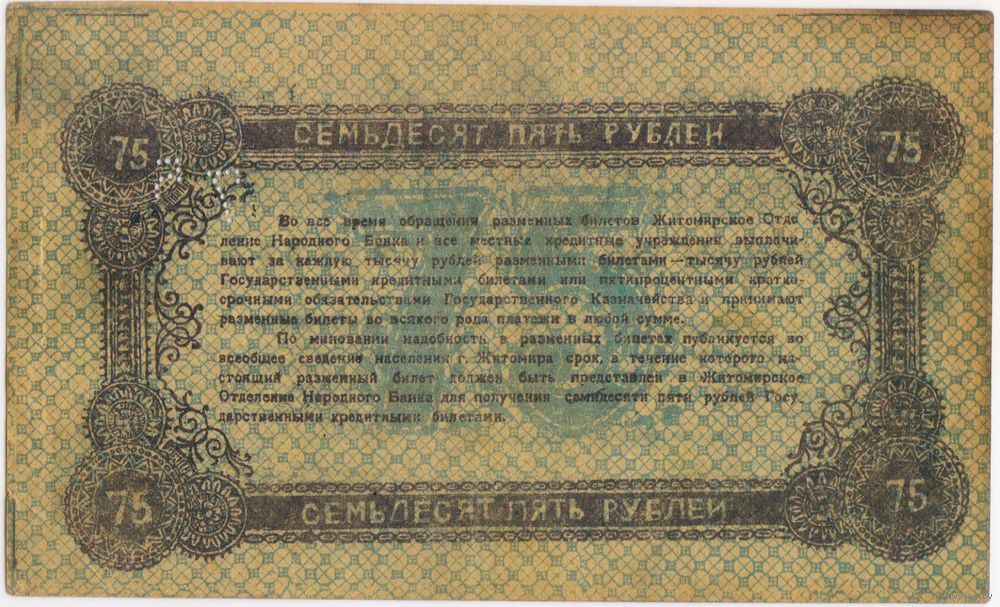 СЕМЬДЕСЯТ ПЯТЬ РУБЛЕЙ
75 75
Во все время обращения разменных билетов Житомирское Отде
ление Народного Банка и все местные кредитные учреждения выплачи-
вают за каждую тысячу рублей разменными билетами—тысячу рублей
Государственными кредитными билетами или пятипроцентными кратко-
срочными обязательствами Государственного Казначейства и принимают
разменные билеты во всякого рода платежи в любой сумме.
По миновании надобность в разменных билетах публикуется во
всеобщее сведение населения г. Житомира срок, в течение которого на-
стоящий разменный билет должен быть представлен в Житомирское
Отделение Народного Банка для получения семидесяти пяти рублей Госу
дарственными кредитными билетами.
75
75 75
СЕМЬДЕСЯТ ПЯТЬ РУБЛЕЙ